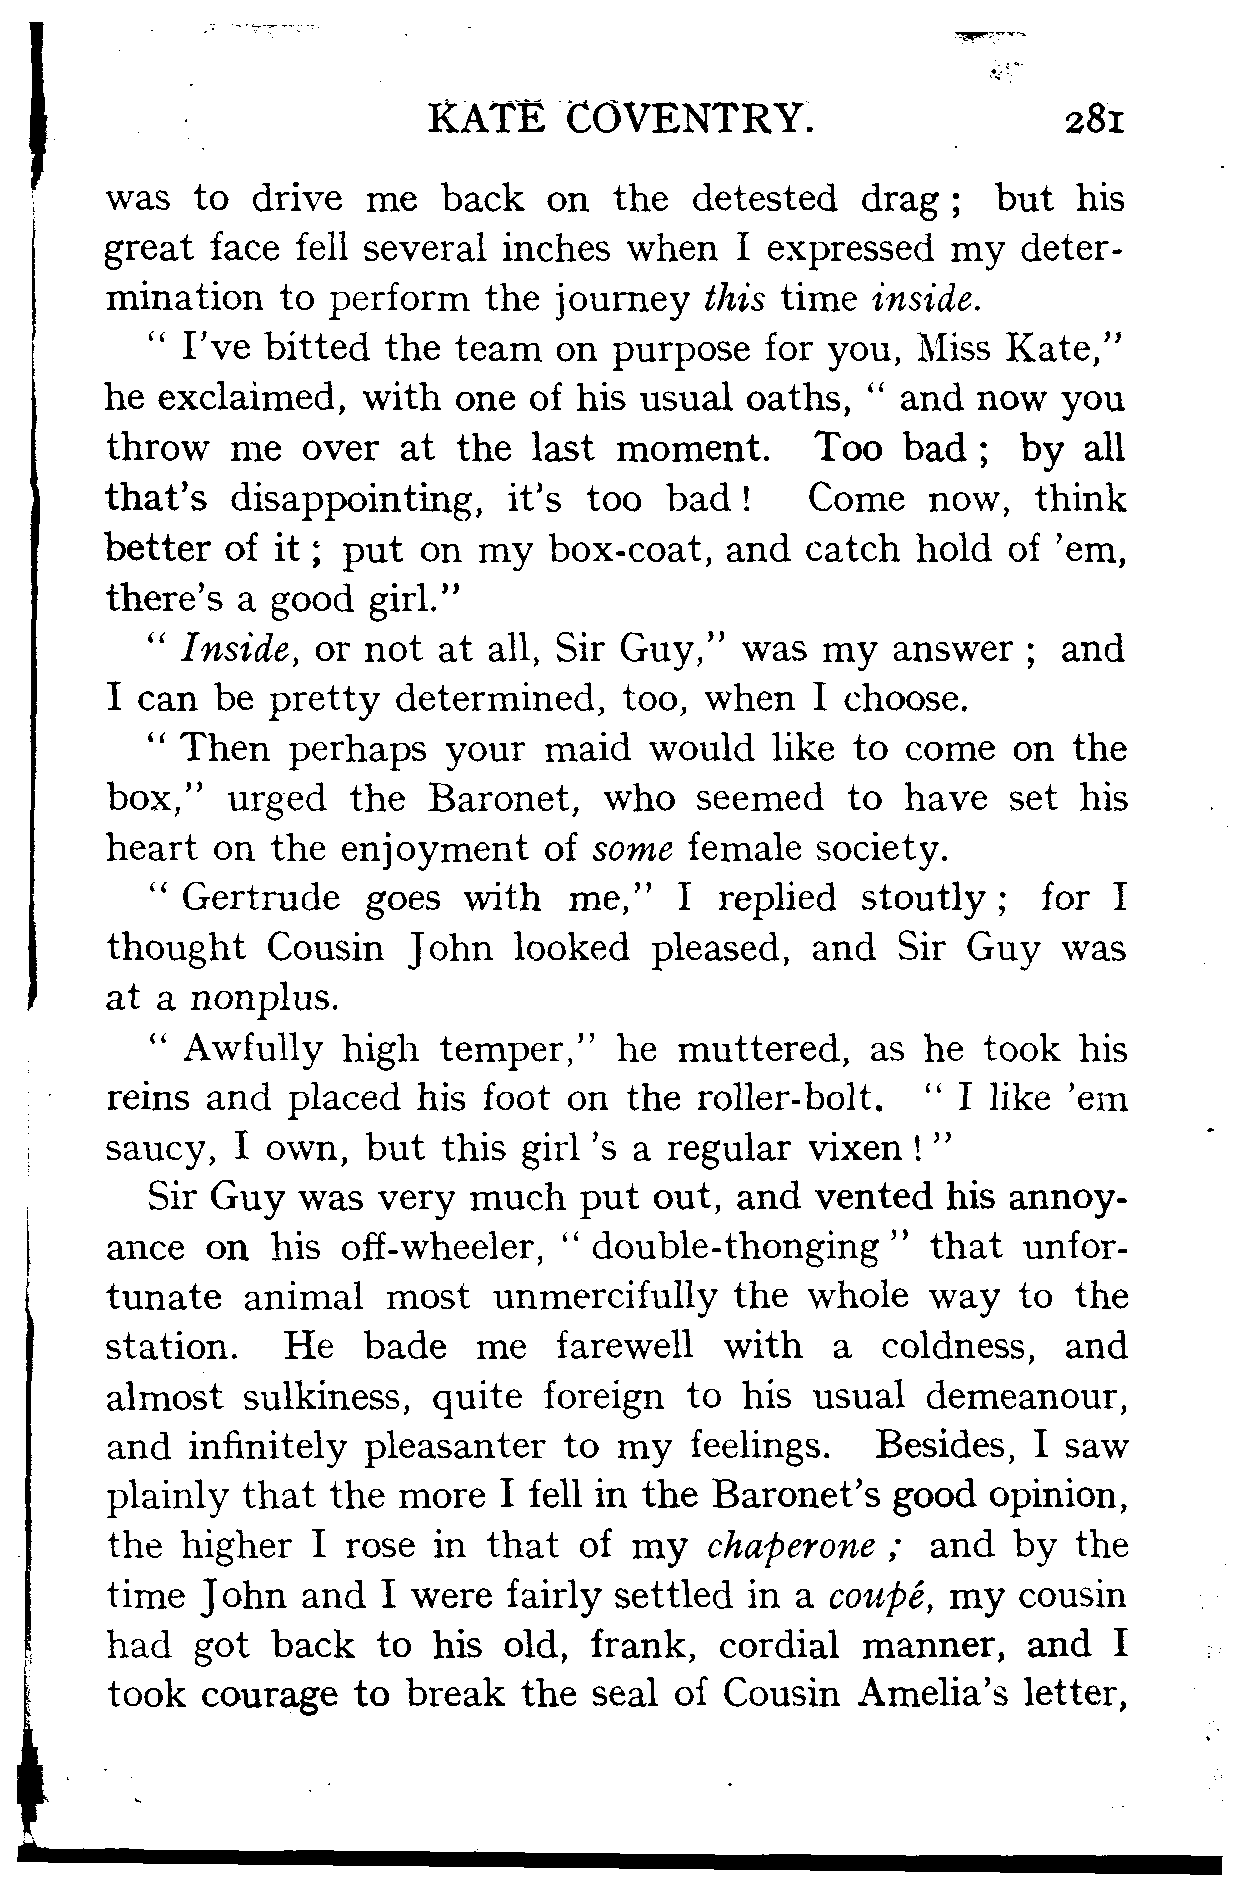 KATE COVENTRY. 281
was to drive me back on the detested drag ; but his
great face fell several inches when I expressed my deter-
mination to perform the journey this time inside.
“ I've bitted the team on purpose for you, Miss Kate,”
he exclaimed, with one of his usual oaths, “ and now you
throw me over at the last moment. Too bad ; by all
that's disappointing, it's too bad ! Come now, think
better of it ; put on my box-coat, and catch hold of 'em,
there's a good girl.”
“ Inside, or not at all, Sir Guy,” was my answer ; and
I can be pretty determined, too, when I choose.
“ Then perhaps your maid would like to come on the
box,” urged the Baronet, who seemed to have set his
heart on the enjoyment of some female society.
“ Gertrude goes with me,” I replied stoutly ; for I
thought Cousin John looked pleased, and Sir Guy was
at a nonplus.
“ Awfully high temper,” he muttered, as he took his
reins and placed his foot on the roller-bolt. “ I like 'em
saucy, I own, but this girl 's a regular vixen ! ”
Sir Guy was very much put out, and vented his annoy-
ance on his off-wheeler, “ double-thonging ” that unfor-
tunate animal most unmercifully the whole way to the
station. He bade me farewell with a coldness, and
almost sulkiness, quite foreign to his usual demeanour,
and infinitely pleasanter to my feelings. Besides, I saw
plainly that the more I fell in the Baronet's good opinion,
the higher I rose in that of my chaperone ; and by the
time John and I were fairly settled in a coupé, my cousin
had got back to his old, frank, cordial manner, and I
took courage to break the seal of Cousin Amelia's letter,